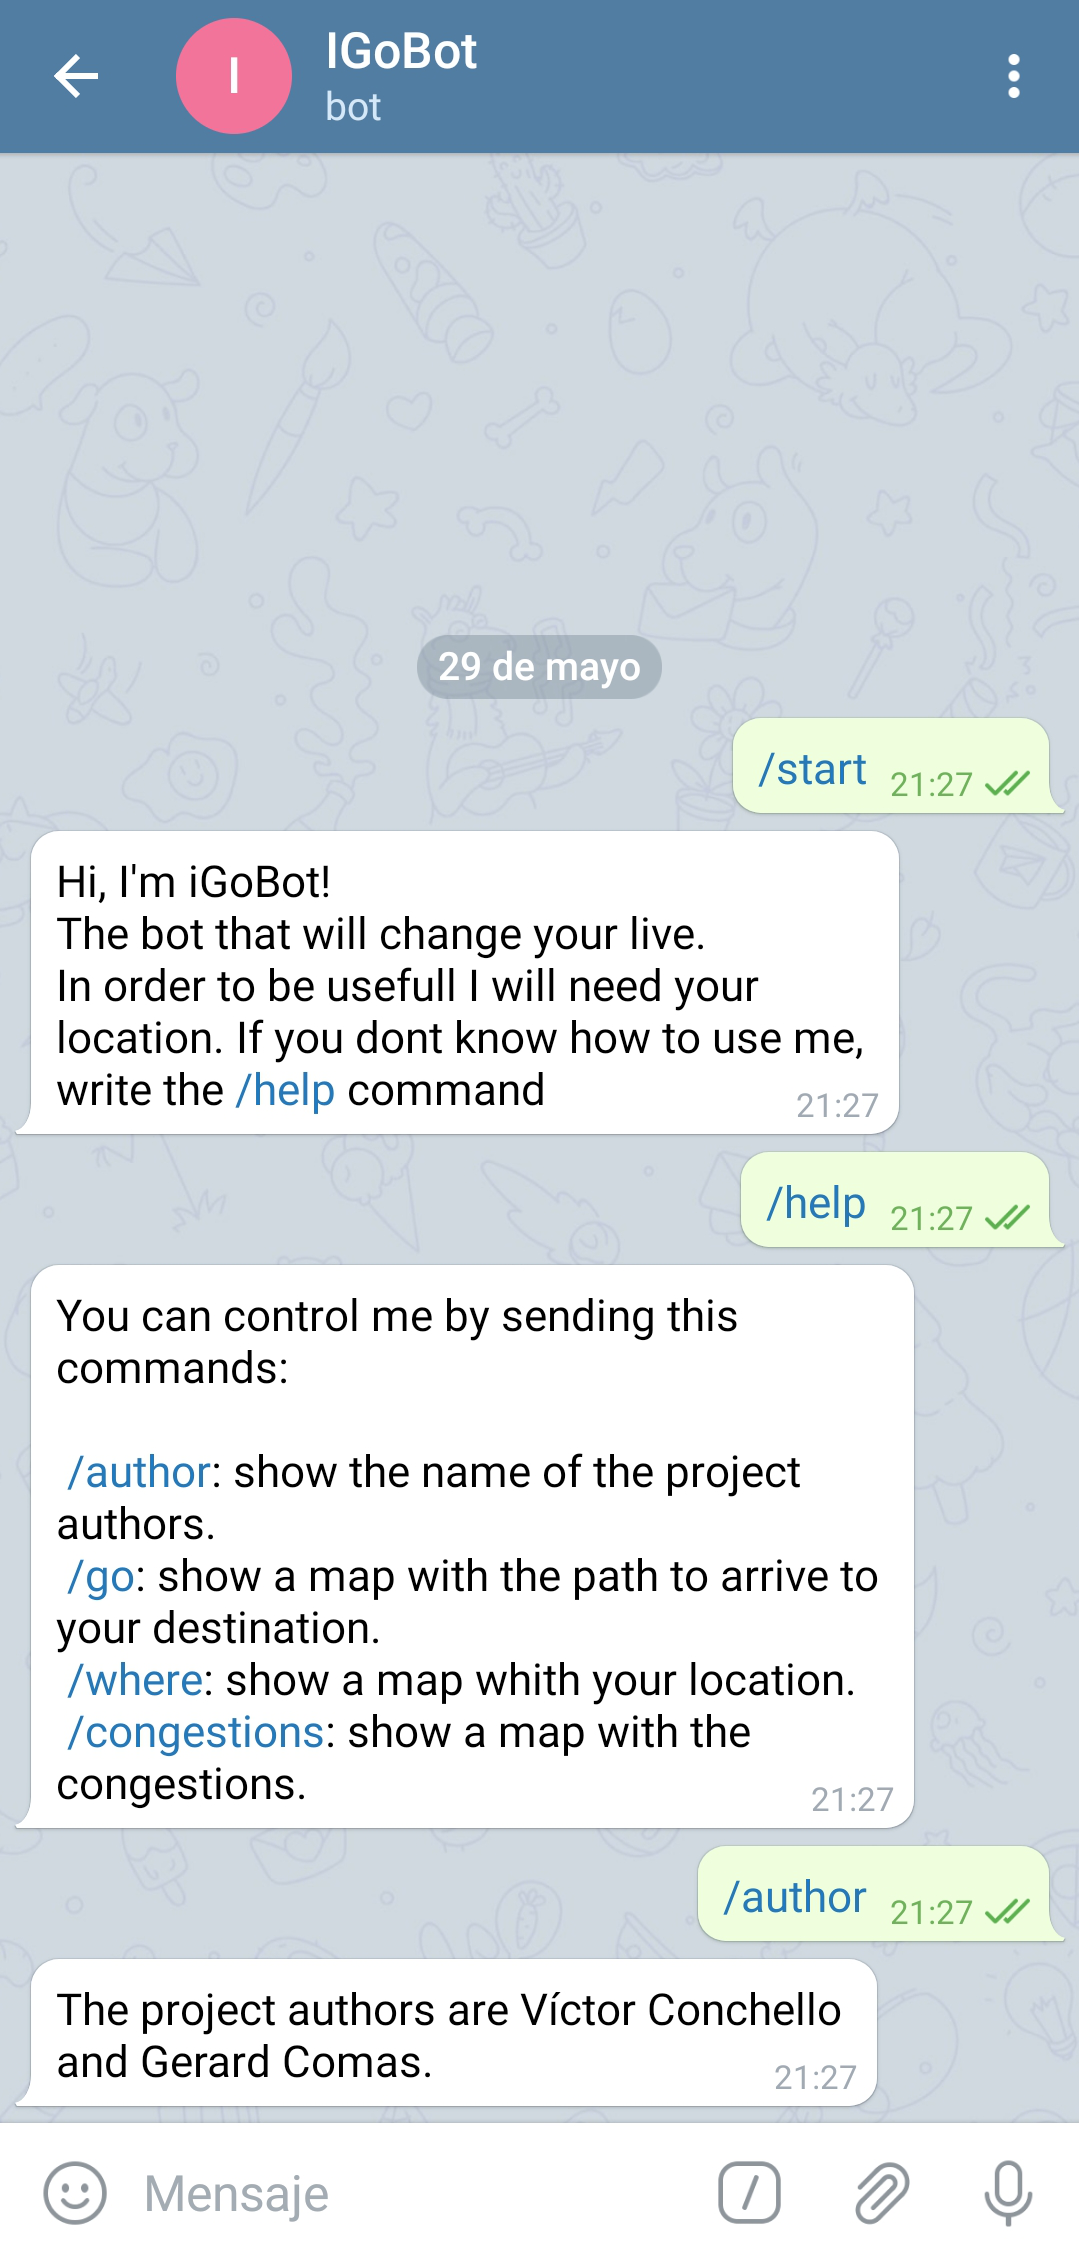 I
IGoBot
bot
29 de mayo
/start 21:27
Hi, I'm iGoBot!
The bot that will change your live.
In order to be usefull I will need your
location. If you dont know how to use me,
write the /help command 21:27
/help 21:27
You can control me by sending this
commands:
/author: show the name of the project
authors.
/go: show a map with the path to arrive to
your destination.
/where: show a map whith your location.
/congestions: show a map with the
congestions. 21:27
/author 21:27
The project authors are Víctor Conchello
and Gerard Comas. 21:27
Mensaje